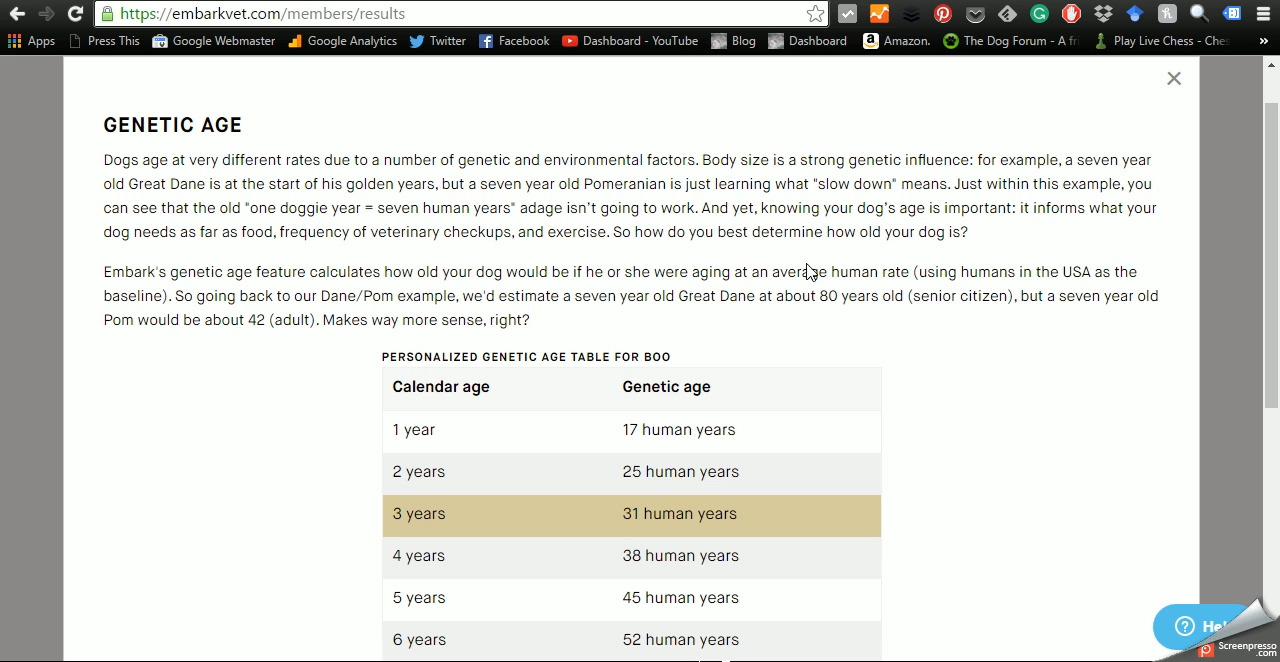 https://embarkvet.com/members/results
Apps Press This Google Webmaster Google Analytics Twitter Facebook Dashboard - YouTube Blog Dashboard Amazon. The Dog Forum - A fr Play Live Chess - Ches »
GENETIC AGE
Dogs age at very different rates due to a number of genetic and environmental factors. Body size is a strong genetic influence: for example, a seven year
old Great Dane is at the start of his golden years, but a seven year old Pomeranian is just learning what "slow down" means. Just within this example, you
can see that the old "one doggie year = seven human years" adage isn't going to work. And yet, knowing your dog's age is important: it informs what your
dog needs as far as food, frequency of veterinary checkups, and exercise. So how do you best determine how old your dog is?
Embark's genetic age feature calculates how old your dog would be if he or she were aging at an average human rate (using humans in the USA as the
baseline). So going back to our Dane/Pom example, we'd estimate a seven year old Great Dane at about 80 years old (senior citizen), but a seven year old
Pom would be about 42 (adult). Makes way more sense, right?
PERSONALIZED GENETIC AGE TABLE FOR BOO
Calendar age Genetic age
1 year 17 human years
2 years 25 human years
3 years 31 human years
4 years 38 human years
5 years 45 human years
6 years 52 human years
Hel
Screenpresso
.com